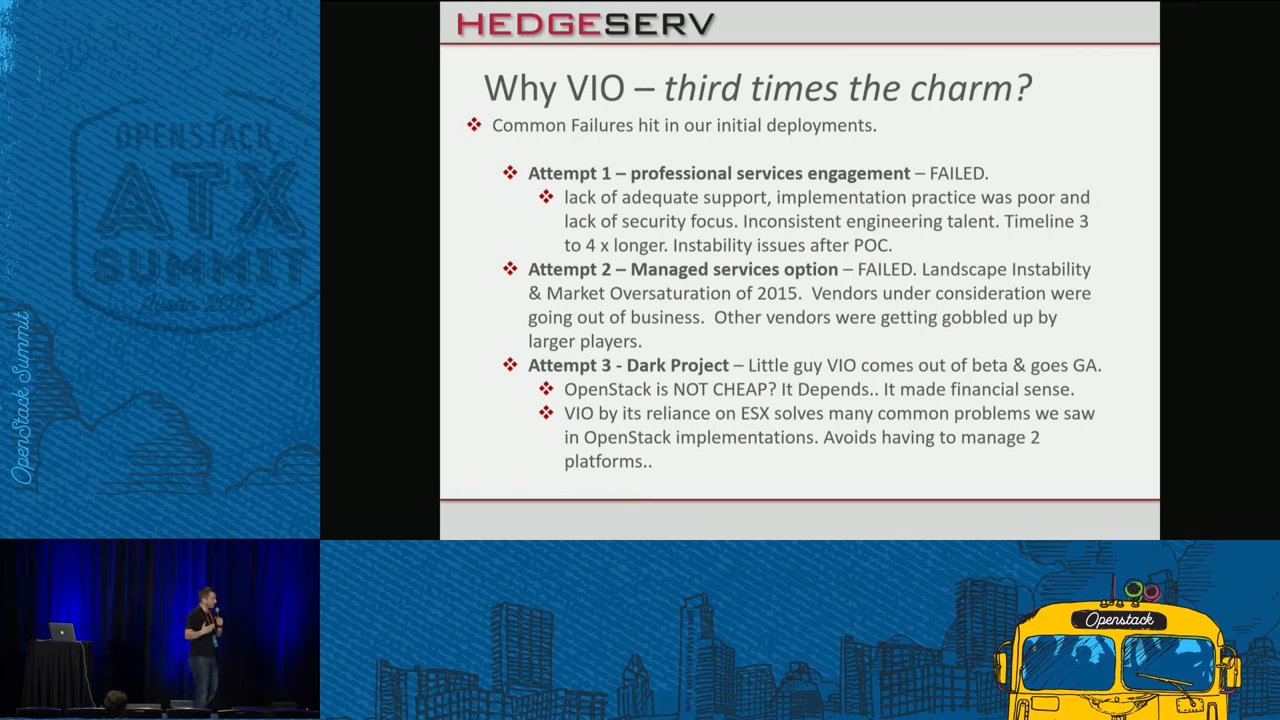 HEDGESERV
Why VIO – third times the charm?
Common Failures hit in our initial deployments.
Attempt 1 – professional services engagement – FAILED.
lack of adequate support, implementation practice was poor and
lack of security focus. Inconsistent engineering talent. Timeline 3
to 4 x longer. Instability issues after POC.
Attempt 2 – Managed services option – FAILED. Landscape Instability
& Market Oversaturation of 2015.  Vendors under consideration were
going out of business.  Other vendors were getting gobbled up by
larger players.
Attempt 3 - Dark Project – Little guy VIO comes out of beta & goes GA.
OpenStack is NOT CHEAP? It Depends.. It made financial sense.
VIO by its reliance on ESX solves many common problems we saw
in OpenStack implementations. Avoids having to manage 2
platforms..
OPENSTACK
ATX
SUMMIT
Austin 2016
OpenStack Summit
Openstack